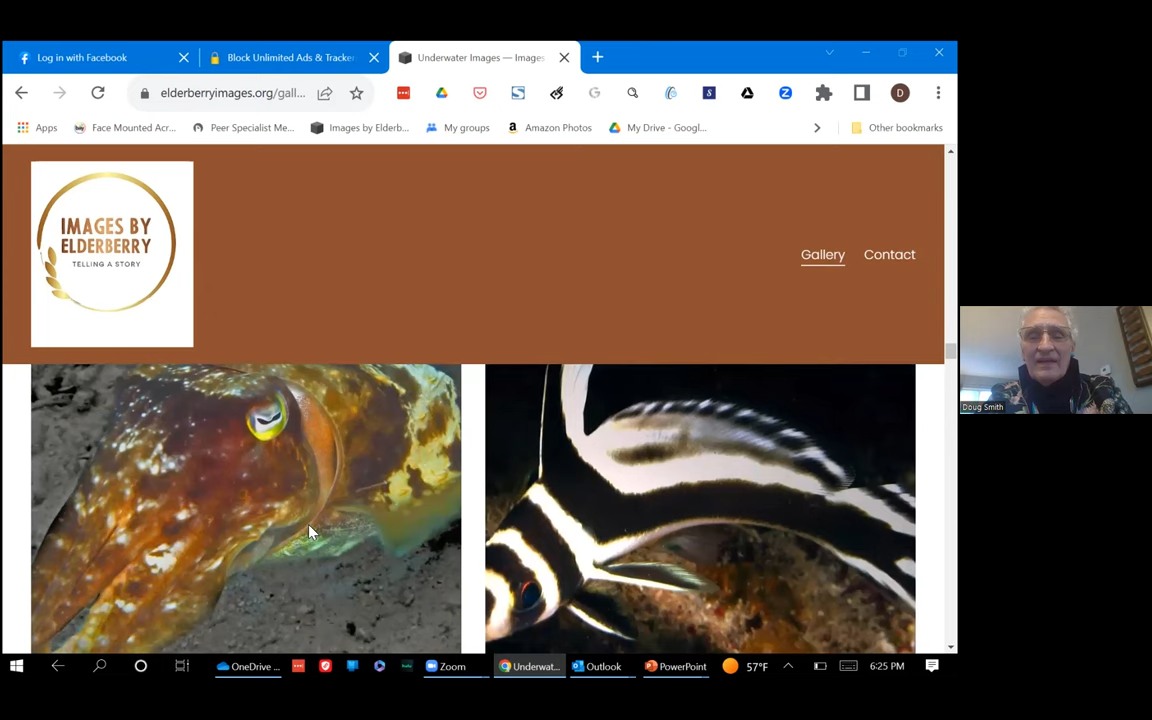 Log in with Facebook
Block Unlimited Ads & Tracker
Underwater Images — Images
elderberryimages.org/gall...
D
Apps
Face Mounted Acr...
Peer Specialist Me...
Images by Elderb...
My groups
Amazon Photos
My Drive - Googl...
Other bookmarks
IMAGES BY
ELDERBERRY
TELLING A STORY
Gallery
Contact
Doug Smith
OneDrive ...
Zoom
Underwat...
Outlook
PowerPoint
57°F
6:25 PM